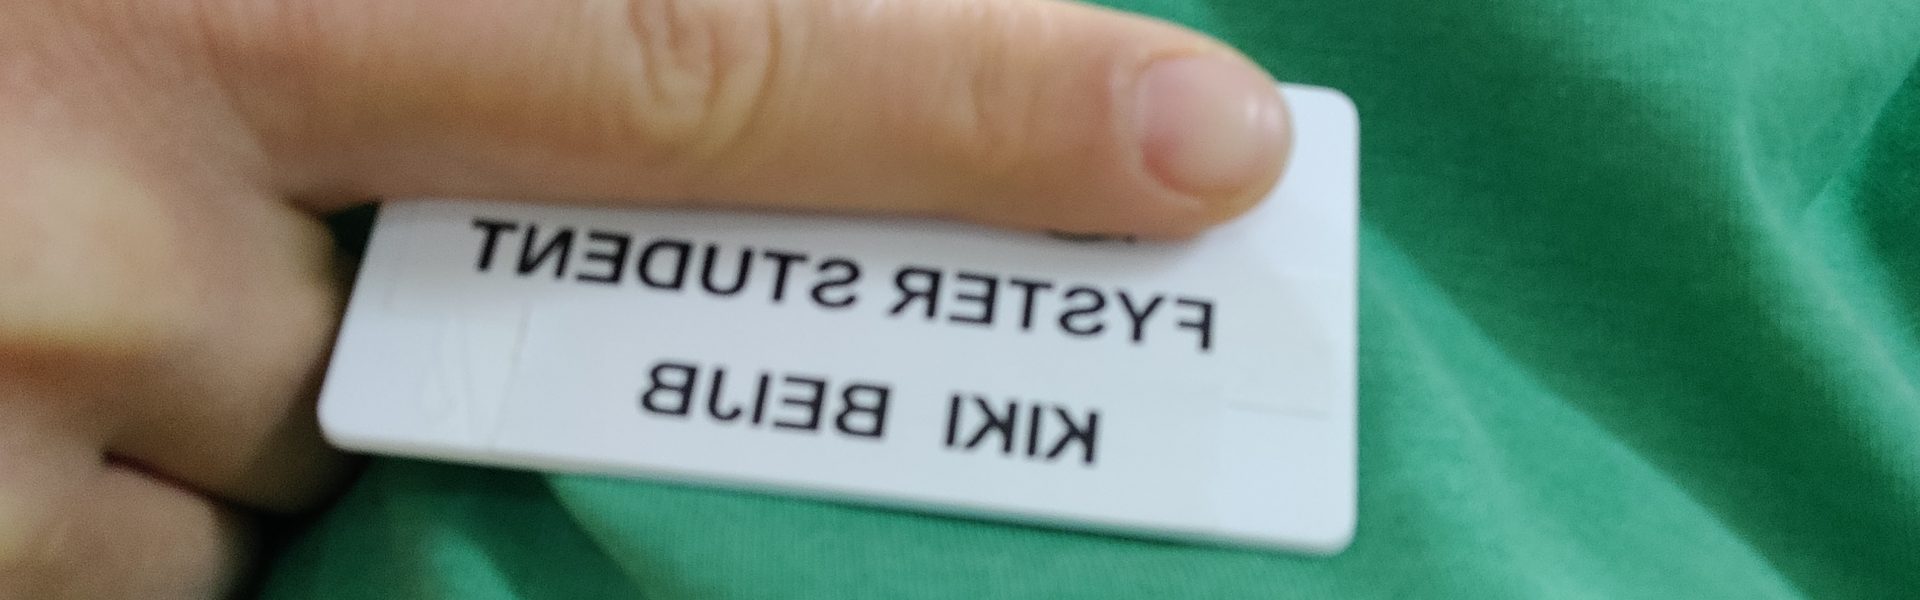 FYSTER STUDENT
KIKI BEIJB